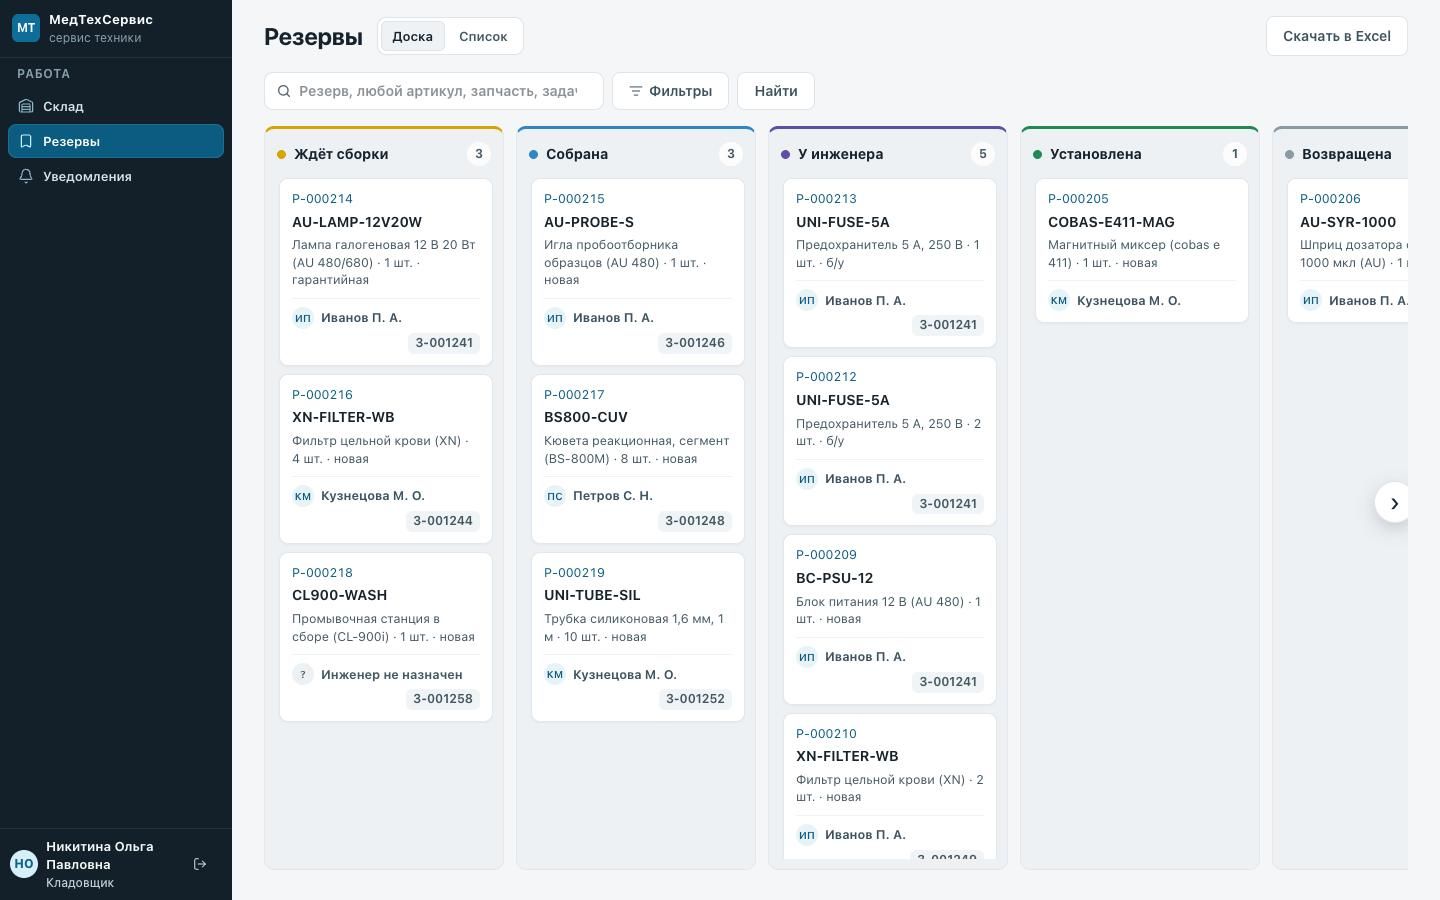 МТ
МедТехСервис
сервис техники
РАБОТА
Склад
Резервы
Уведомления
НО
Никитина Ольга
Павловна
Кладовщик
Резервы
Доска
Список
Скачать в Excel
Резерв, любой артикул, запчасть, задач
Фильтры
Найти
Ждёт сборки
3
Р-000214
AU-LAMP-12V20W
Лампа галогеновая 12 В 20 Вт
(AU 480/680) · 1 шт. ·
гарантийная
ИП
Иванов П. А.
З-001241
Р-000216
XN-FILTER-WB
Фильтр цельной крови (XN) ·
4 шт. · новая
КМ
Кузнецова М. О.
З-001244
Р-000218
CL900-WASH
Промывочная станция в
сборе (CL-900i) · 1 шт. · новая
?
Инженер не назначен
З-001258
Собрана
3
Р-000215
AU-PROBE-S
Игла пробоотборника
образцов (AU 480) · 1 шт. ·
новая
ИП
Иванов П. А.
З-001246
Р-000217
BS800-CUV
Кювета реакционная, сегмент
(BS-800M) · 8 шт. · новая
ПС
Петров С. Н.
З-001248
Р-000219
UNI-TUBE-SIL
Трубка силиконовая 1,6 мм, 1
м · 10 шт. · новая
КМ
Кузнецова М. О.
З-001252
У инженера
5
Р-000213
UNI-FUSE-5A
Предохранитель 5 А, 250 В · 1
шт. · б/у
ИП
Иванов П. А.
З-001241
Р-000212
UNI-FUSE-5A
Предохранитель 5 А, 250 В · 2
шт. · б/у
ИП
Иванов П. А.
З-001241
Р-000209
BC-PSU-12
Блок питания 12 В (AU 480) · 1
шт. · новая
ИП
Иванов П. А.
З-001241
Р-000210
XN-FILTER-WB
Фильтр цельной крови (XN) · 2
шт. · новая
ИП
Иванов П. А.
З-001249
Установлена
1
Р-000205
COBAS-E411-MAG
Магнитный миксер (cobas e
411) · 1 шт. · новая
КМ
Кузнецова М. О.
Возвращена
Р-000206
AU-SYR-1000
Шприц дозатора
1000 мкл (AU) · 1
ИП
Иванов П. А.